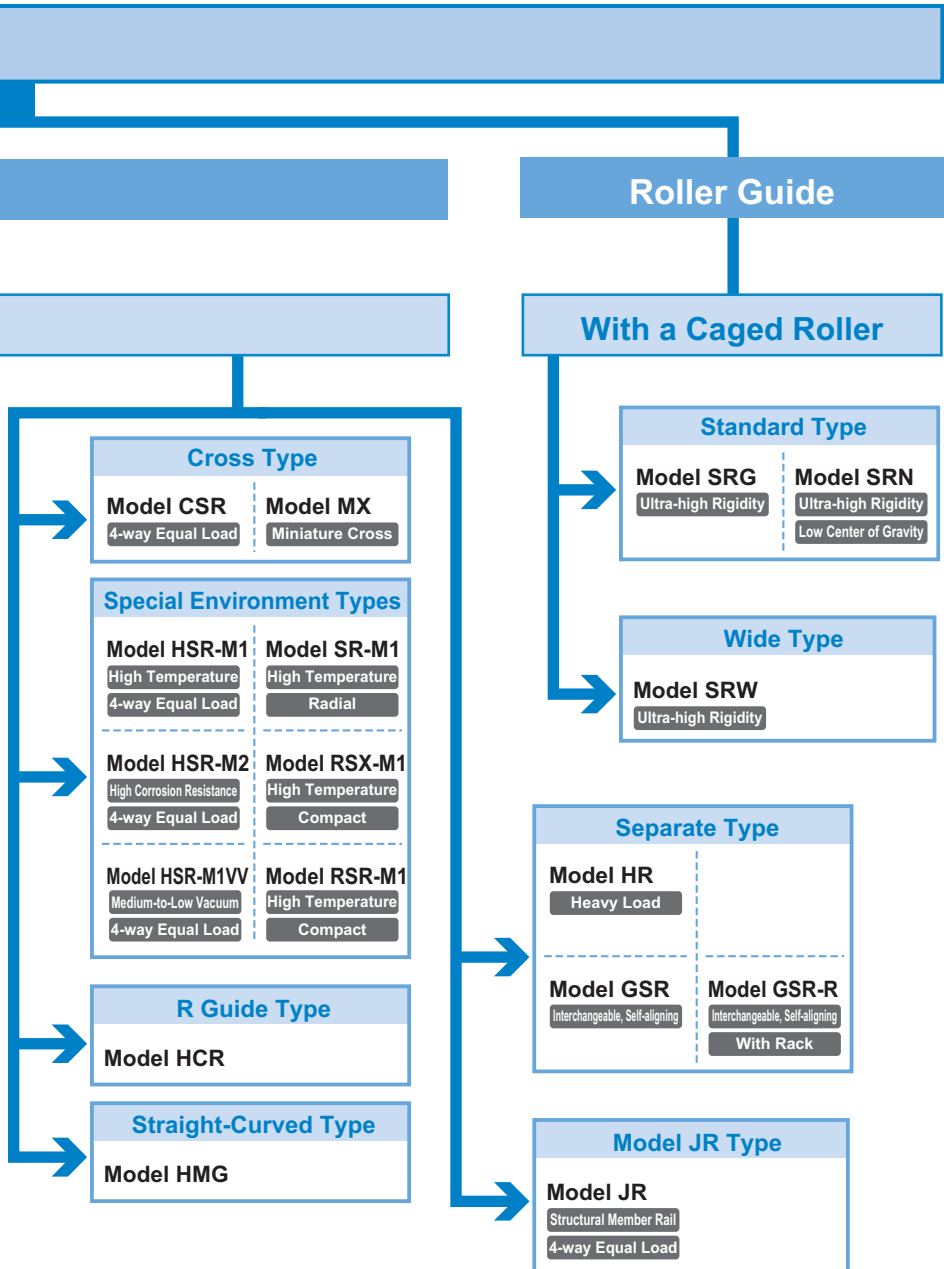 Roller Guide
With a Caged Roller
Standard Type
Model SRG
Ultra-high Rigidity
Model SRN
Ultra-high Rigidity
Low Center of Gravity
Wide Type
Model SRW
Ultra-high Rigidity
Cross Type
Model CSR
4-way Equal Load
Model MX
Miniature Cross
Special Environment Types
Model HSR-M1
High Temperature
4-way Equal Load
Model SR-M1
High Temperature
Radial
Model HSR-M2
High Corrosion Resistance
4-way Equal Load
Model RSX-M1
High Temperature
Compact
Model HSR-M1VV
Medium-to-Low Vacuum
4-way Equal Load
Model RSR-M1
High Temperature
Compact
R Guide Type
Model HCR
Straight-Curved Type
Model HMG
Separate Type
Model HR
Heavy Load
Model GSR
Interchangeable, Self-aligning
Model GSR-R
Interchangeable, Self-aligning
With Rack
Model JR Type
Model JR
Structural Member Rail
4-way Equal Load